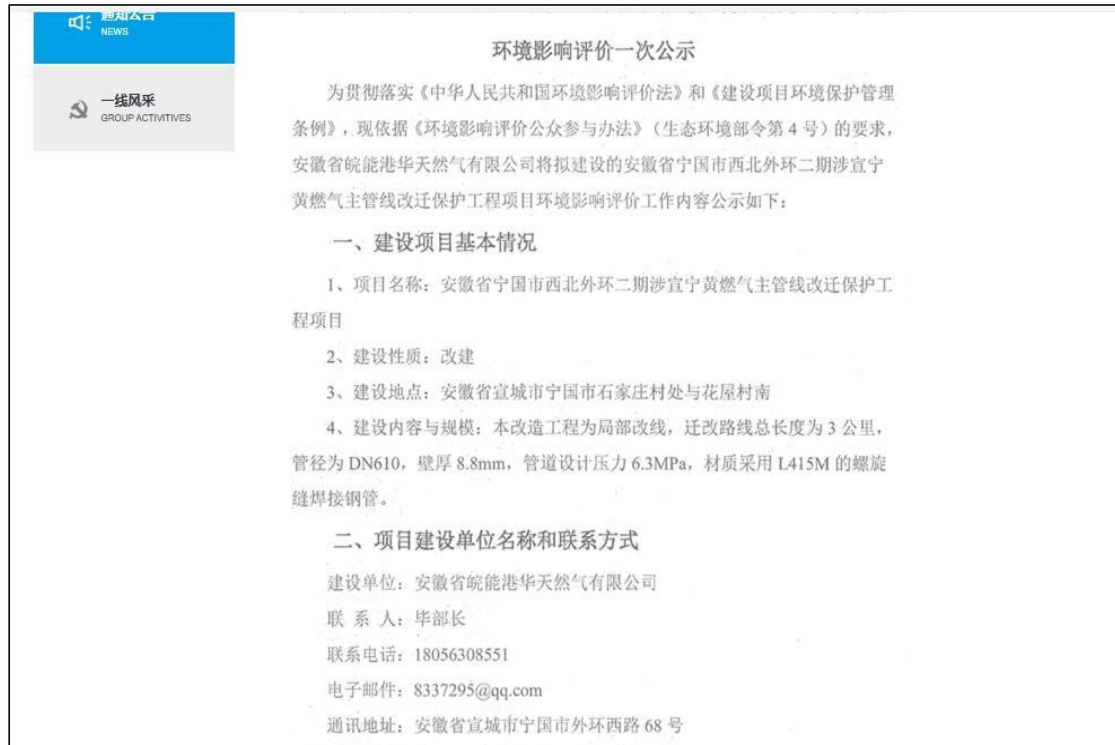 通知公告
NEWS
一线风采
GROUP ACTIVITIVES
环境影响评价一次公示
为贯彻落实《中华人民共和国环境影响评价法》和《建设项目环境保护管理
条例》，现依据《环境影响评价公众参与办法》（生态环境部令第 4 号）的要求，
安徽省皖能港华天然气有限公司将拟建设的安徽省宁国市西北外环二期涉宣宁
黄燃气主管线改迁保护工程项目环境影响评价工作内容公示如下：
一、建设项目基本情况
1、项目名称：安徽省宁国市西北外环二期涉宣宁黄燃气主管线改迁保护工
程项目
2、建设性质：改建
3、建设地点：安徽省宣城市宁国市石家庄村处与花屋村南
4、建设内容与规模：本改造工程为局部改线，迁改路线总长度为 3 公里，
管径为 DN610，壁厚 8.8mm，管道设计压力 6.3MPa，材质采用 L415M 的螺旋
缝焊接钢管。
二、项目建设单位名称和联系方式
建设单位：安徽省皖能港华天然气有限公司
联 系 人：毕部长
联系电话：18056308551
电子邮件：8337295@qq.com
通讯地址：安徽省宣城市宁国市外环西路 68 号